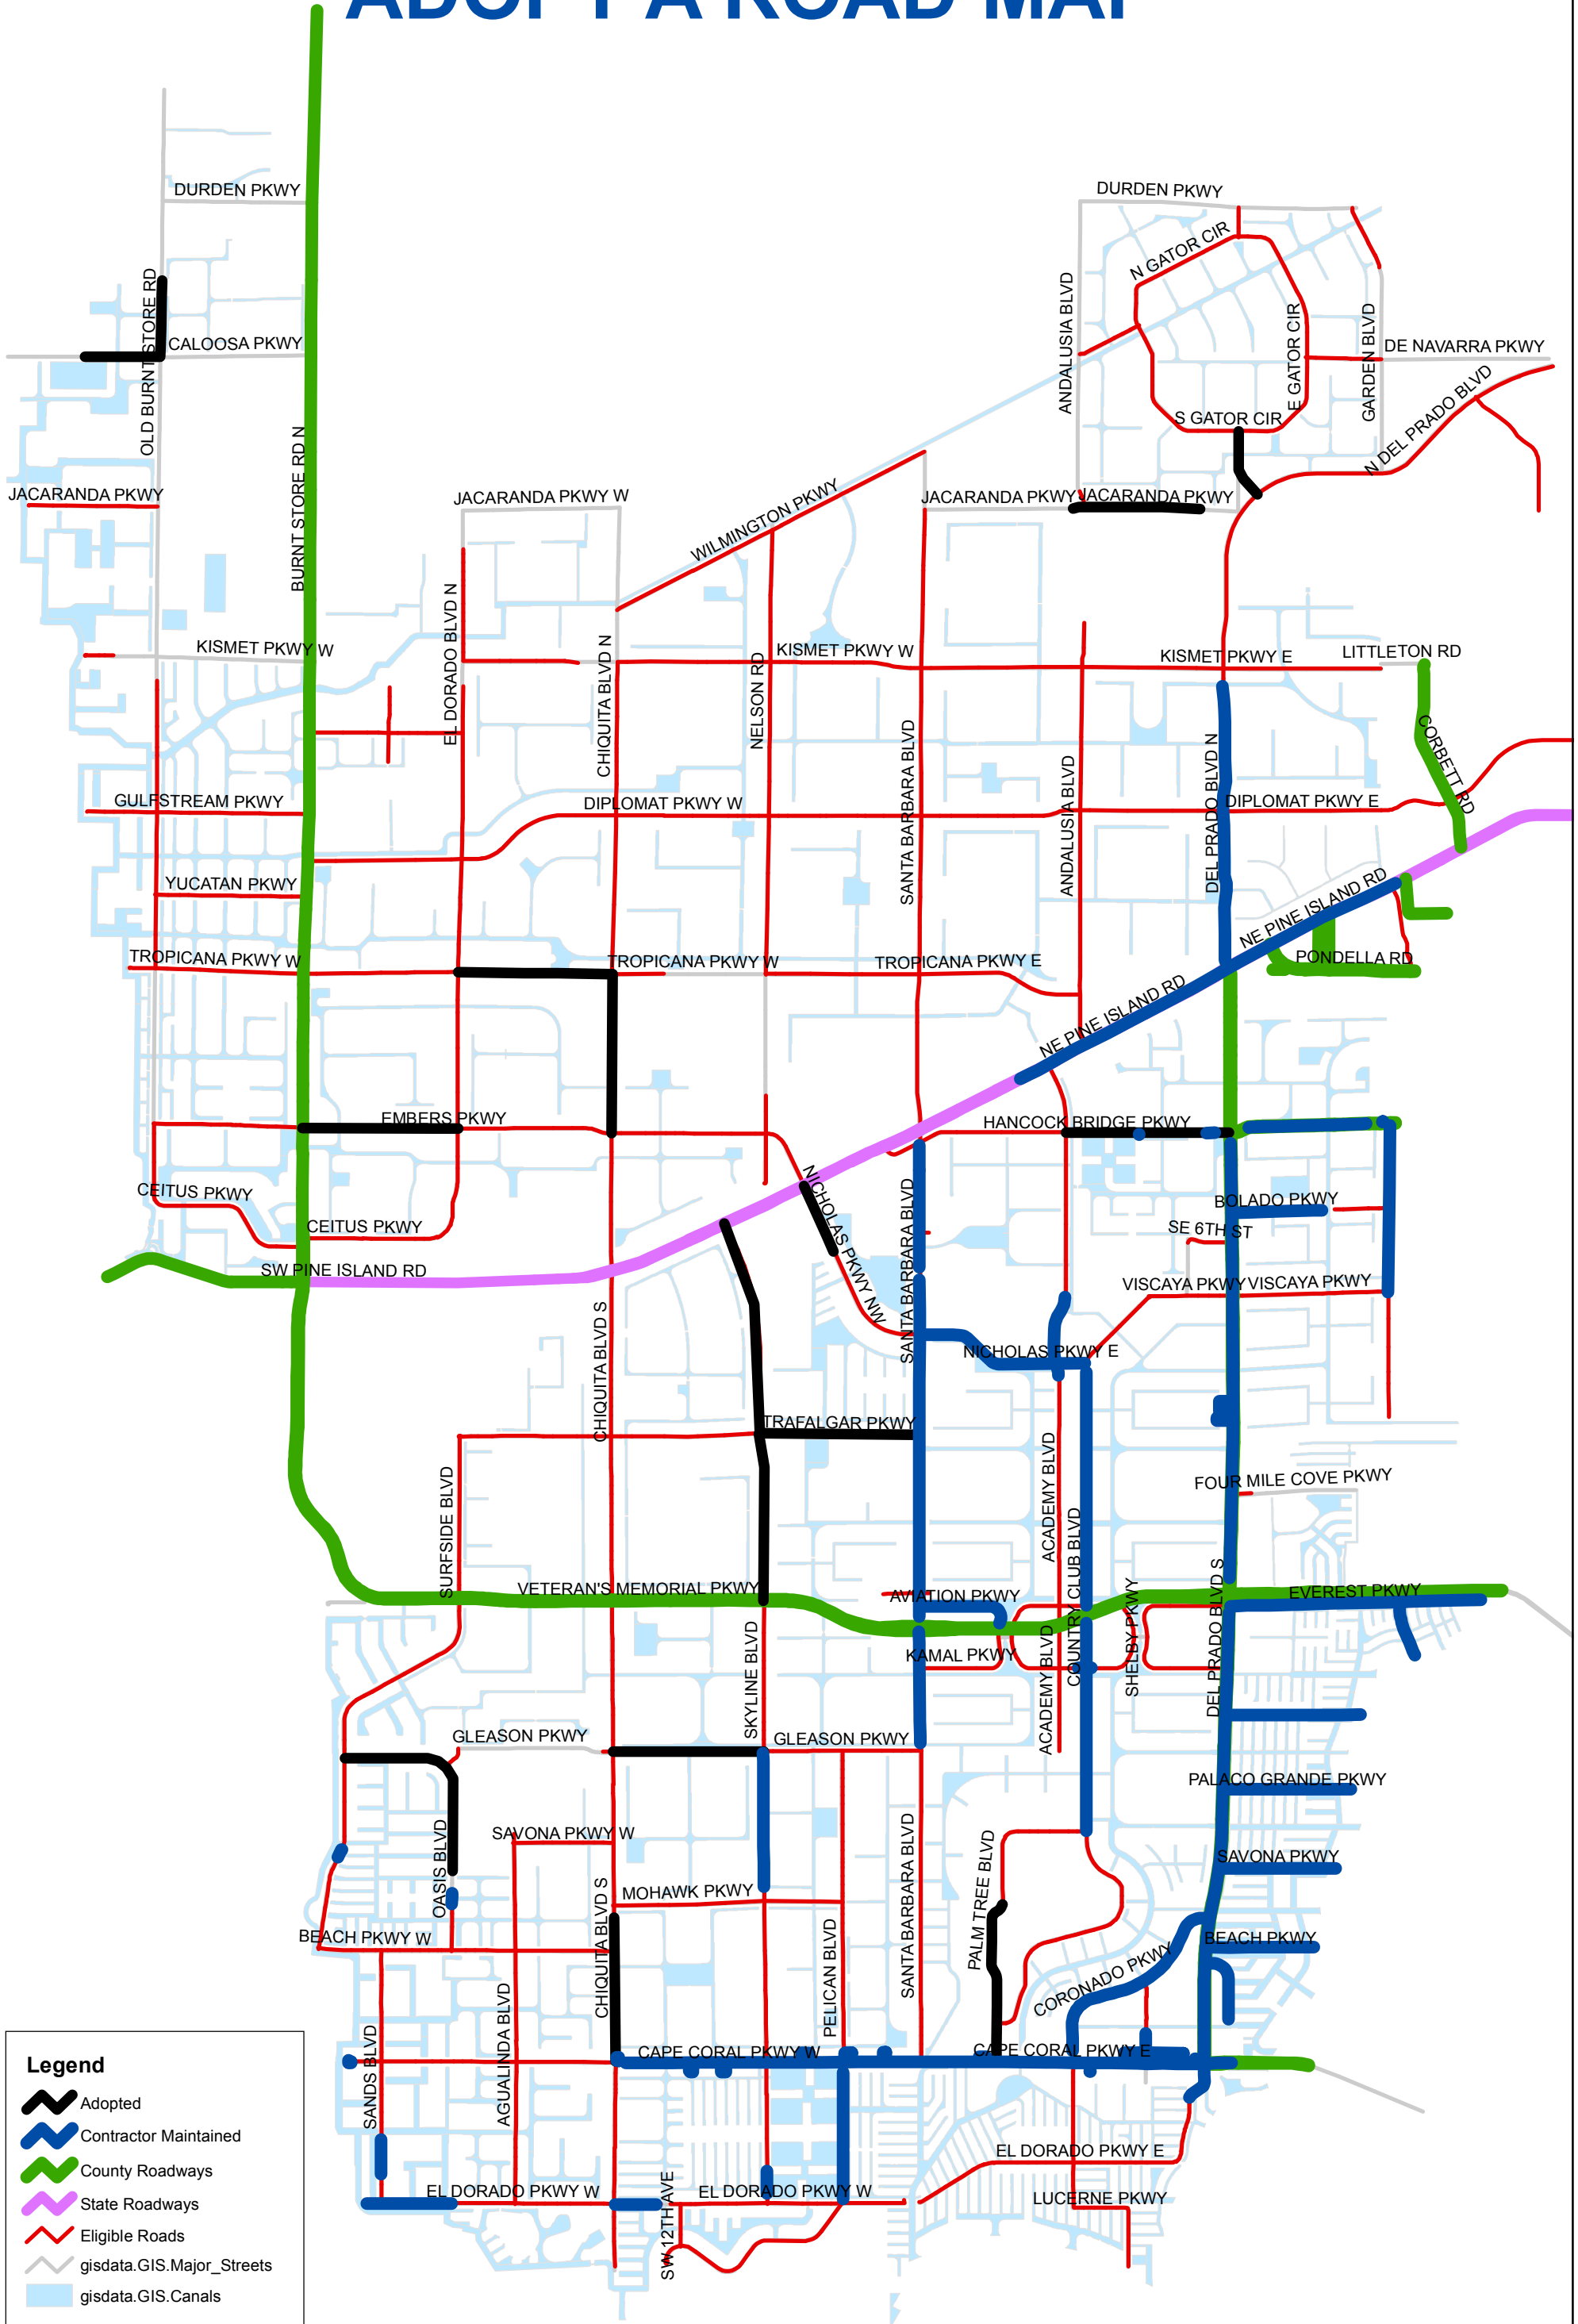 ADOPT A ROAD MAP
DURDEN PKWY
DURDEN PKWY
N GATOR CIR
OLD BURNT STORE RD
CALOOSA PKWY
ANDALUSIA BLVD
E GATOR CIR
GARDEN BLVD
DE NAVARRA PKWY
S GATOR CIR
N DEL PRADO BLVD
BURNT STORE RD N
JACARANDA PKWY
JACARANDA PKWY W
WILMINGTON PKWY
JACARANDA PKWY
JACARANDA PKWY
EL DORADO BLVD N
CHIQUITA BLVD N
KISMET PKWY W
NELSON RD
KISMET PKWY W
KISMET PKWY E
LITTLETON RD
SANTA BARBARA BLVD
ANDALUSIA BLVD
DEL PRADO BLVD N
CORBETT RD
GULFSTREAM PKWY
DIPLOMAT PKWY W
DIPLOMAT PKWY E
YUCATAN PKWY
NE PINE ISLAND RD
TROPICANA PKWY W
TROPICANA PKWY W
TROPICANA PKWY E
PONDELLA RD
NE PINE ISLAND RD
EMBERS PKWY
HANCOCK BRIDGE PKWY
CEITUS PKWY
NICHOLAS PKWY NW
SANTA BARBARA BLVD
BOLADO PKWY
CEITUS PKWY
SE 6TH ST
SW PINE ISLAND RD
VISCAYA PKWY
VISCAYA PKWY
CHIQUITA BLVD S
NICHOLAS PKWY E
TRAFALGAR PKWY
ACADEMY BLVD
FOUR MILE COVE PKWY
SURFSIDE BLVD
COUNTRY CLUB BLVD
VETERAN'S MEMORIAL PKWY
AVIATION PKWY
SHELBY PKWY
DEL PRADO BLVD S
EVEREST PKWY
SKYLINE BLVD
KAMAL PKWY
ACADEMY BLVD
GLEASON PKWY
GLEASON PKWY
PALACO GRANDE PKWY
SAVONA PKWY W
OASIS BLVD
SANTA BARBARA BLVD
PALM TREE BLVD
SAVONA PKWY
MOHAWK PKWY
CHIQUITA BLVD S
PELICAN BLVD
BEACH PKWY W
BEACH PKWY
CORONADO PKWY
AGUALINDA BLVD
SANDS BLVD
CAPE CORAL PKWY W
CAPE CORAL PKWY E
EL DORADO PKWY E
EL DORADO PKWY W
SW 12TH AVE
EL DORADO PKWY W
LUCERNE PKWY
Legend
Adopted
Contractor Maintained
County Roadways
State Roadways
Eligible Roads
gisdata.GIS.Major_Streets
gisdata.GIS.Canals